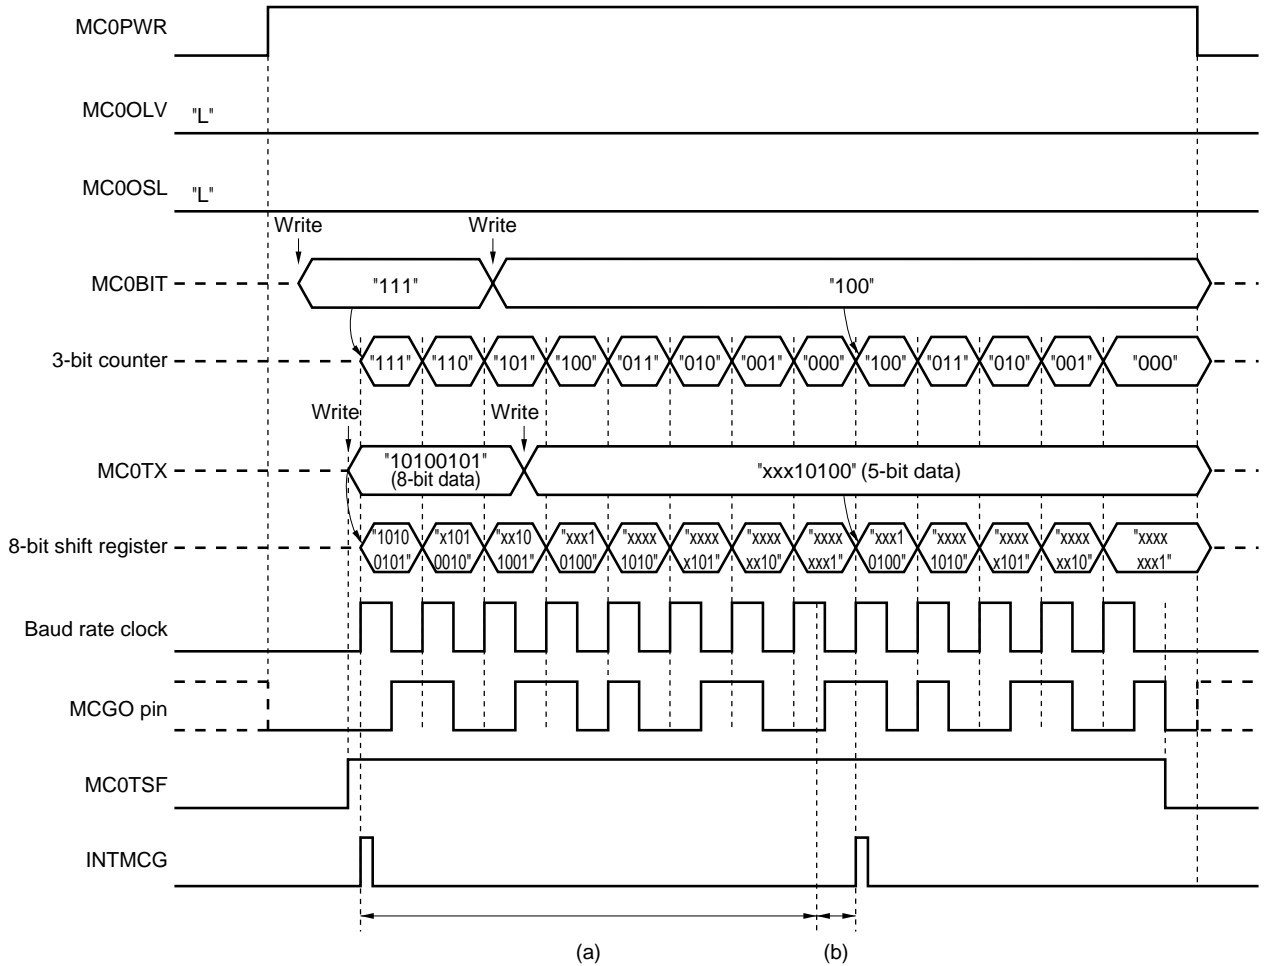 MC0PWR
MC0OLV "L"
MC0OSL "L"
Write Write
MC0BIT "111" "100"
3-bit counter "111" "110" "101" "100" "011" "010" "001" "000" "100" "011" "010" "001" "000"
Write Write
MC0TX "10100101" "xxx10100" (5-bit data)
(8-bit data)
8-bit shift register "1010 "x101 "xx10 "xxx1 "xxxx "xxxx "xxxx "xxxx "xxx1 "xxxx "xxxx "xxxx "xxxx
0101" 0010" 1001" 0100" 1010" x101" xx10" xxx1" 0100" 1010" x101" xx10" xxx1"
Baud rate clock
MCGO pin
MC0TSF
INTMCG
(a) (b)